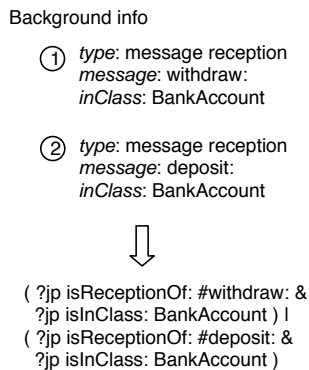 Background info
1 type: message reception
message: withdraw:
inClass: BankAccount
2 type: message reception
message: deposit:
inClass: BankAccount
( ?jp isReceptionOf: #withdraw: &
?jp isInClass: BankAccount ) |
( ?jp isReceptionOf: #deposit: &
?jp isInClass: BankAccount )